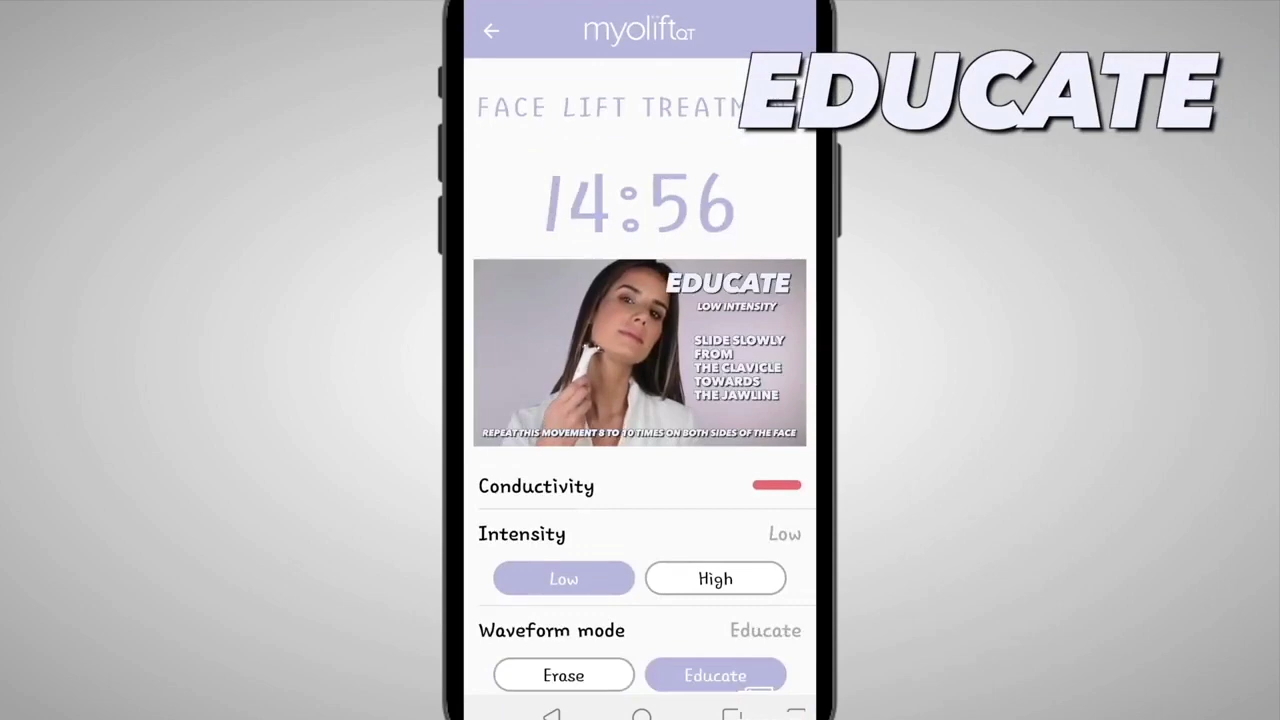 myolift QT
EDUCATE
FACE LIFT TREATM
14:56
EDUCATE
LOW INTENSITY
SLIDE SLOWLY
FROM
THE CLAVICLE
TOWARDS
THE JAWLINE
REPEAT THIS MOVEMENT 8 TO 10 TIMES ON BOTH SIDES OF THE FACE
Conductivity
Intensity
Low
Low
High
Waveform mode
Educate
Erase
Educate